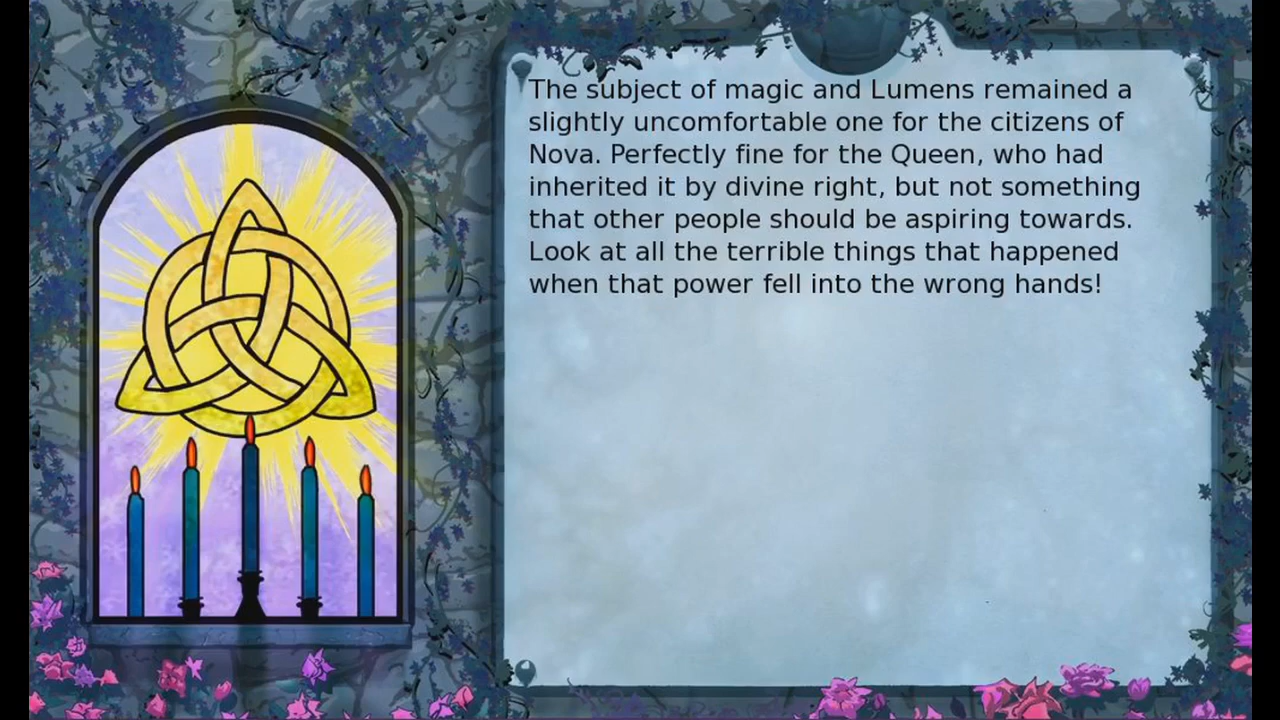 The subject of magic and Lumens remained a
slightly uncomfortable one for the citizens of
Nova. Perfectly fine for the Queen, who had
inherited it by divine right, but not something
that other people should be aspiring towards.
Look at all the terrible things that happened
when that power fell into the wrong hands!